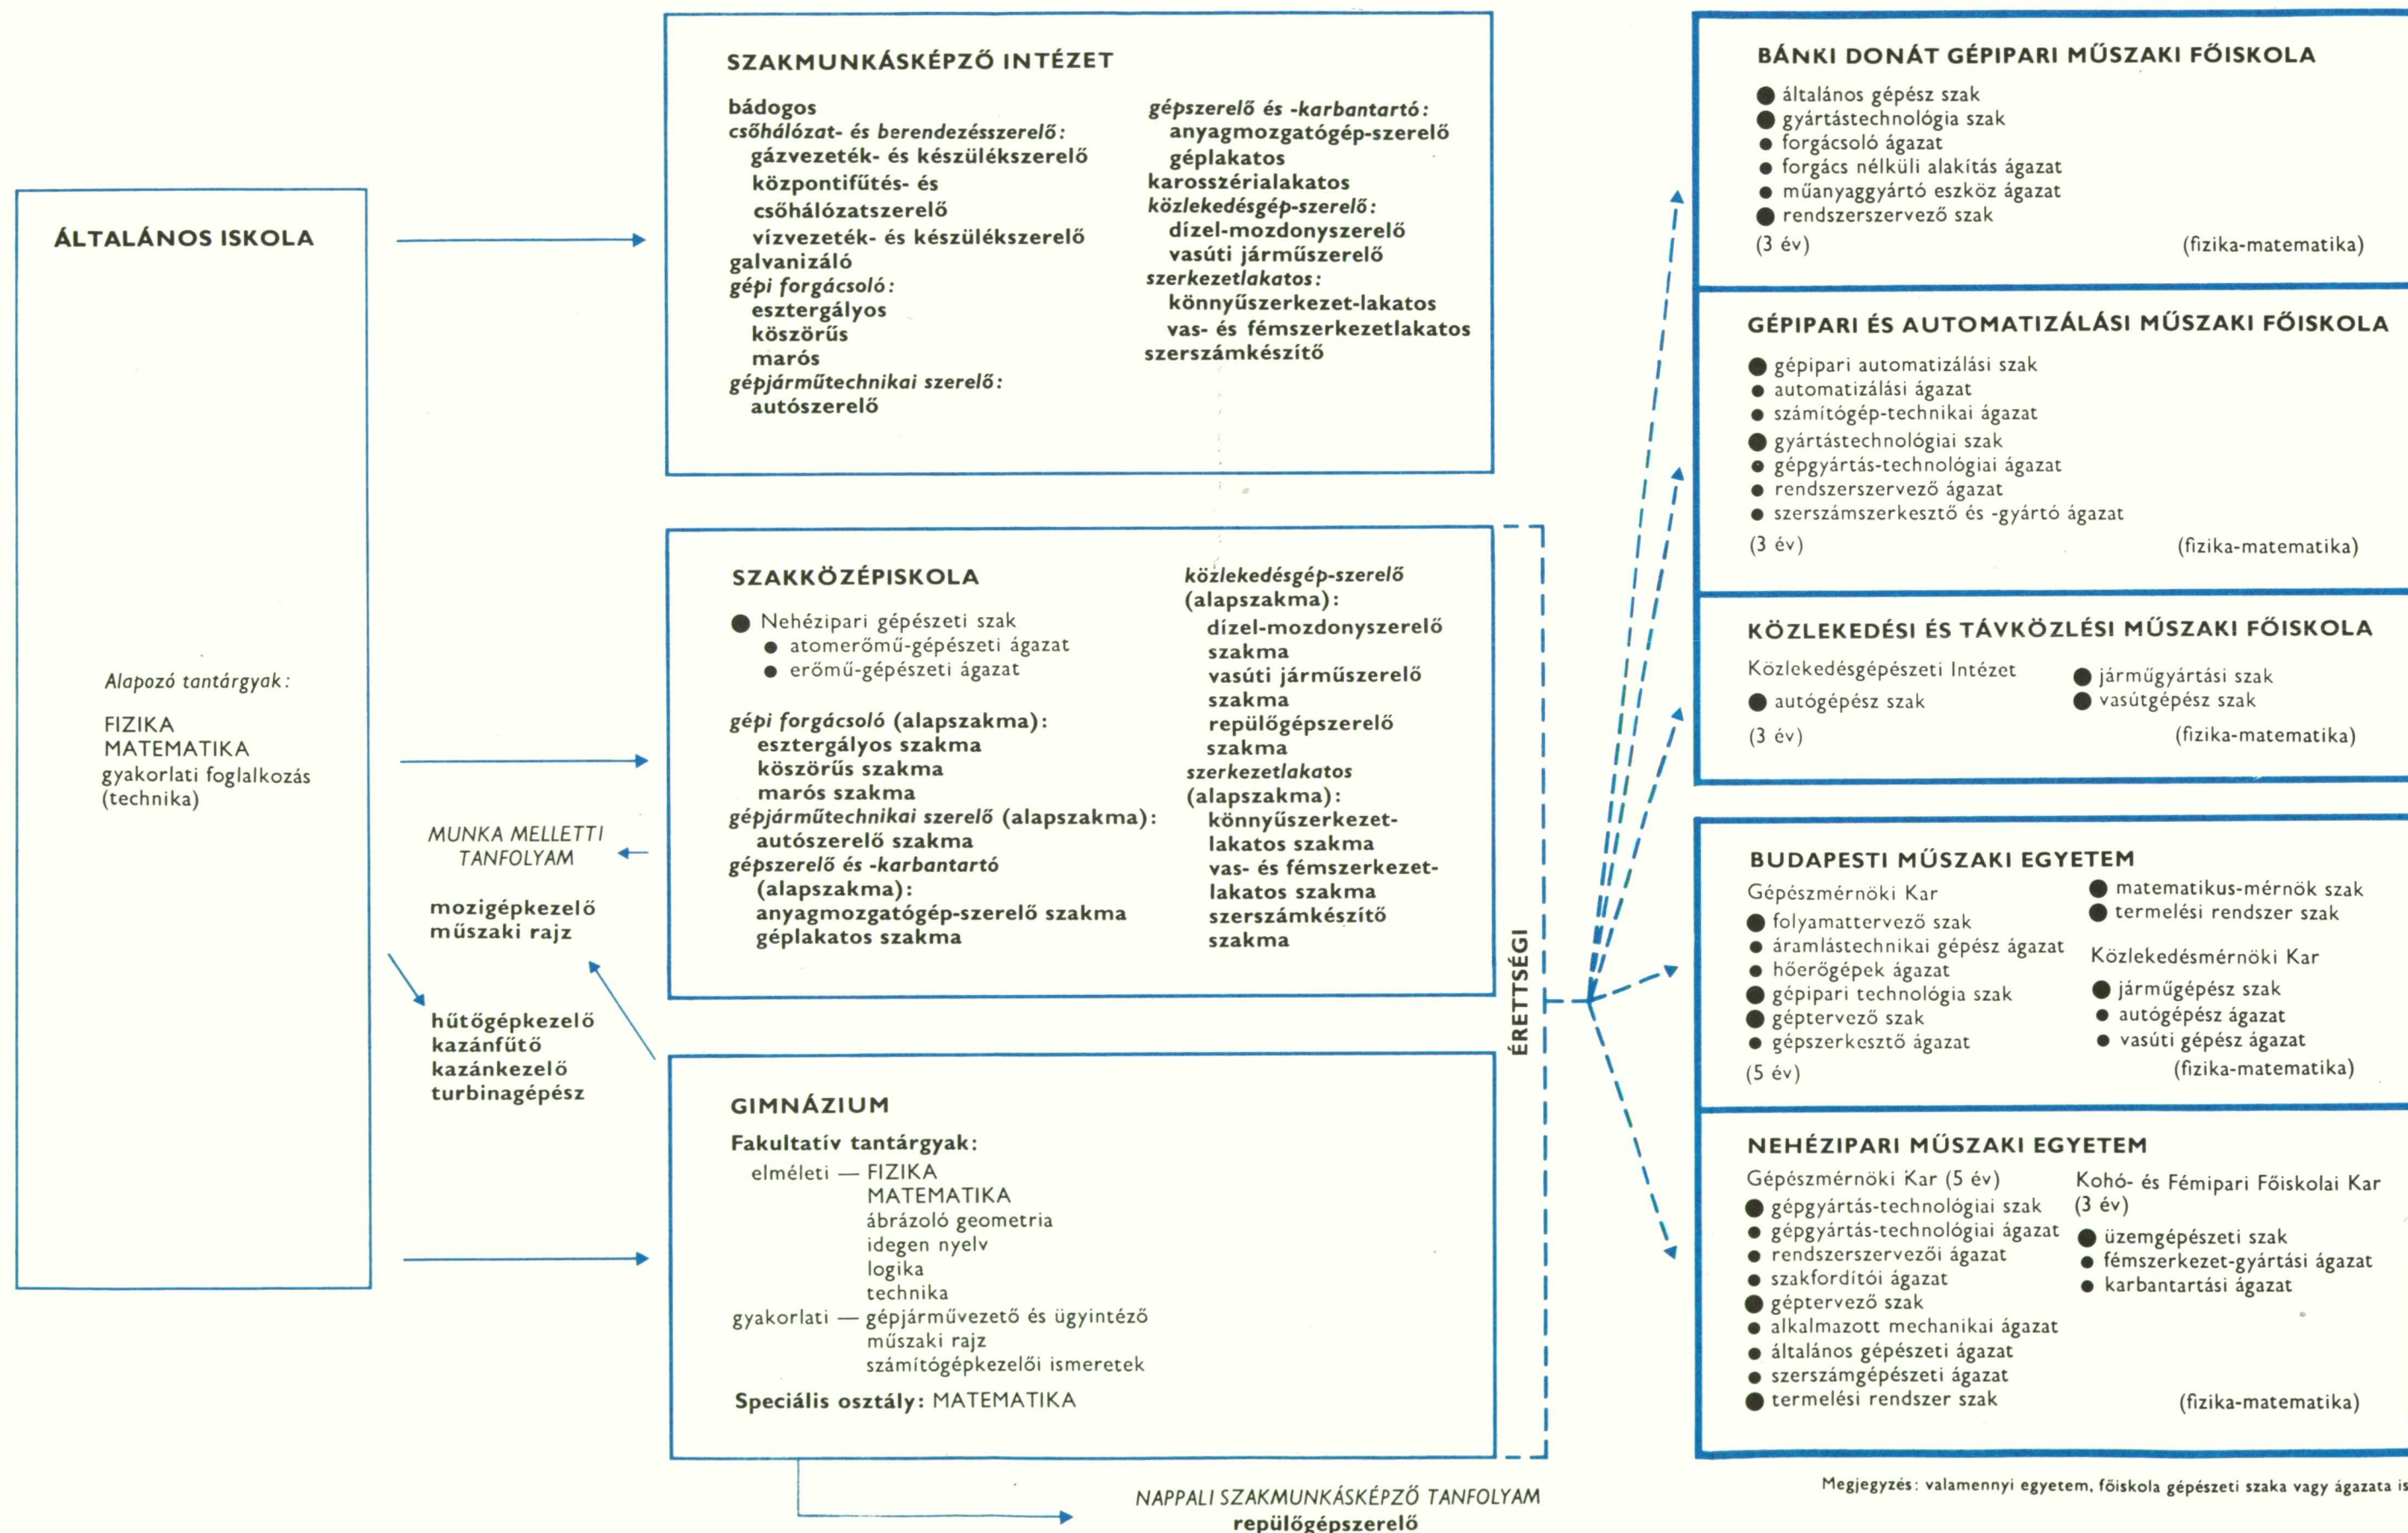 ÁLTALÁNOS ISKOLA
Alapozó tantárgyak:
FIZIKA
MATEMATIKA
gyakorlati foglalkozás
(technika)
MUNKA MELLETTI
TANFOLYAM
mozigépkezelő
műszaki rajz
hűtőgépkezelő
kazánfűtő
kazánkezelő
turbinagépész
SZAKMUNKÁSKÉPZŐ INTÉZET
bádogos
csőhálózat- és berendezésszerelő:
gázvezeték- és készülékszerelő
központifűtés- és
csőhálózatszerelő
vízvezeték- és készülékszerelő
galvanizáló
gépi forgácsoló:
esztergályos
köszörűs
marós
gépjárműtechnikai szerelő:
autószerelő
gépszerelő és -karbantartó:
anyagmozgatógép-szerelő
géplakatos
karosszérialakatos
közlekedésgép-szerelő:
dízel-mozdonyszerelő
vasúti járműszerelő
szerkezetlakatos:
könnyűszerkezet-lakatos
vas- és fémszerkezetlakatos
szerszámkészítő
SZAKKÖZÉPISKOLA
● Nehézipari gépészeti szak
● atomerőmű-gépészeti ágazat
● erőmű-gépészeti ágazat
gépi forgácsoló (alapszakma):
esztergályos szakma
köszörűs szakma
marós szakma
gépjárműtechnikai szerelő (alapszakma):
autószerelő szakma
gépszerelő és -karbantartó
(alapszakma):
anyagmozgatógép-szerelő szakma
géplakatos szakma
közlekedésgép-szerelő
(alapszakma):
dízel-mozdonyszerelő
szakma
vasúti járműszerelő
szakma
repülőgépszerelő
szakma
szerkezetlakatos
(alapszakma):
könnyűszerkezet-
lakatos szakma
vas- és fémszerkezet-
lakatos szakma
szerszámkészítő
szakma
GIMNÁZIUM
Fakultatív tantárgyak:
elméleti — FIZIKA
MATEMATIKA
ábrázoló geometria
idegen nyelv
logika
technika
gyakorlati — gépjárművezető és ügyintéző
műszaki rajz
számítógépkezelői ismeretek
Speciális osztály: MATEMATIKA
NAPPALI SZAKMUNKÁSKÉPZŐ TANFOLYAM
repülőgépszerelő
ÉRETTSÉGI
BÁNKI DONÁT GÉPIPARI MŰSZAKI FŐISKOLA
● általános gépész szak
● gyártástechnológia szak
● forgácsoló ágazat
● forgács nélküli alakítás ágazat
● műanyaggyártó eszköz ágazat
● rendszerszervező szak
(3 év) (fizika-matematika)
GÉPIPARI ÉS AUTOMATIZÁLÁSI MŰSZAKI FŐISKOLA
● gépipari automatizálási szak
● automatizálási ágazat
● számítógép-technikai ágazat
● gyártástechnológiai szak
● gépgyártás-technológiai ágazat
● rendszerszervező ágazat
● szerszámszerkesztő és -gyártó ágazat
(3 év) (fizika-matematika)
KÖZLEKEDÉSI ÉS TÁVKÖZLÉSI MŰSZAKI FŐISKOLA
Közlekedésgépészeti Intézet
● autógépész szak
● járműgyártási szak
● vasútgépész szak
(3 év) (fizika-matematika)
BUDAPESTI MŰSZAKI EGYETEM
Gépészmérnöki Kar
● folyamattervező szak
● áramlástechnikai gépész ágazat
● hőerőgépek ágazat
● gépipari technológia szak
● géptervező szak
● gépszerkesztő ágazat
(5 év)
● matematikus-mérnök szak
● termelési rendszer szak
Közlekedésmérnöki Kar
● járműgépész szak
● autógépész ágazat
● vasúti gépész ágazat
(fizika-matematika)
NEHÉZIPARI MŰSZAKI EGYETEM
Gépészmérnöki Kar (5 év)
● gépgyártás-technológiai szak
● gépgyártás-technológiai ágazat
● rendszerszervezői ágazat
● szakfordítói ágazat
● géptervező szak
● alkalmazott mechanikai ágazat
● általános gépészeti ágazat
● szerszámgépészeti ágazat
● termelési rendszer szak
Kohó- és Fémipari Főiskolai Kar
(3 év)
● üzemgépészeti szak
● fémszerkezet-gyártási ágazat
● karbantartási ágazat
(fizika-matematika)
Megjegyzés: valamennyi egyetem, főiskola gépészeti szaka vagy ágazata is